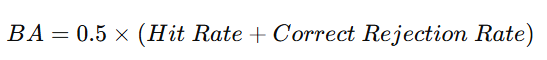 BA = 0.5 × (Hit Rate + Correct Rejection Rate)